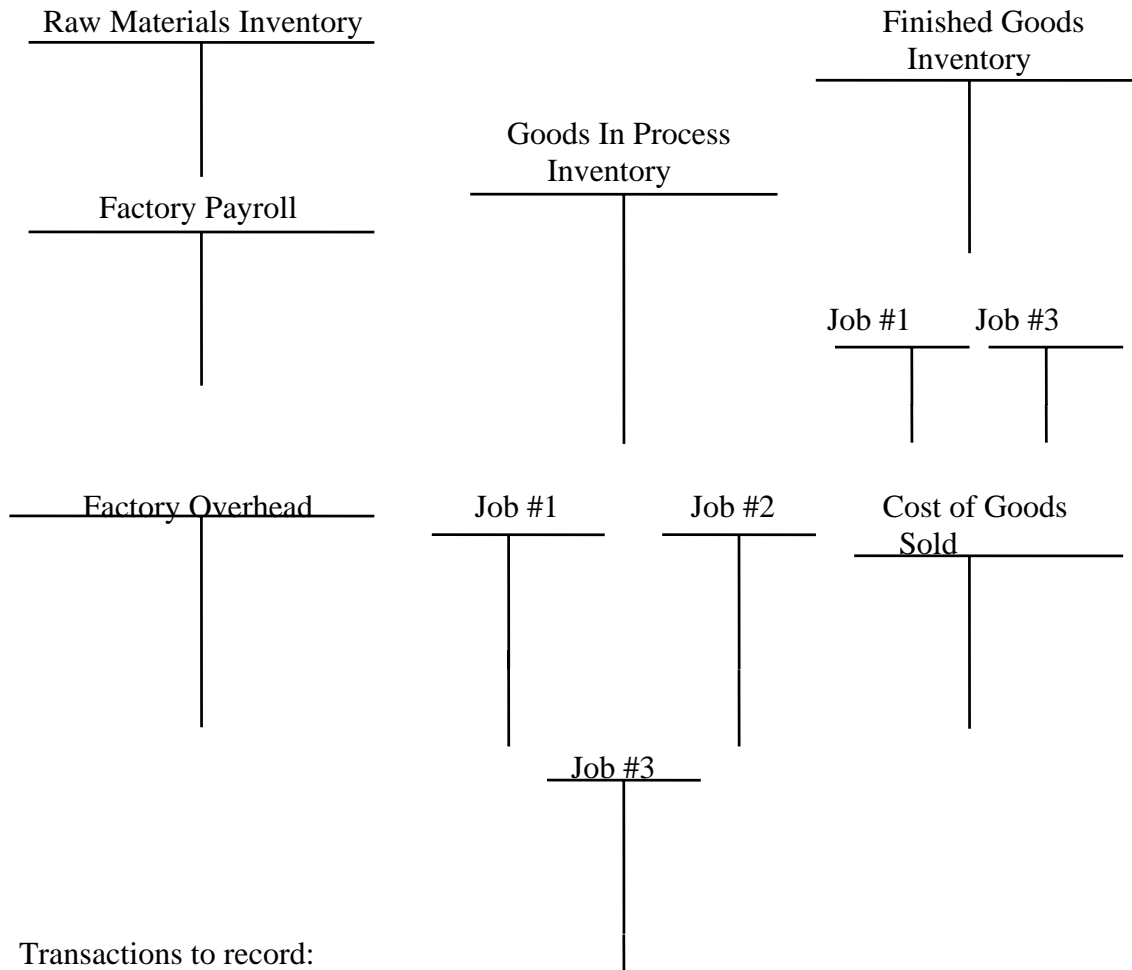 Raw Materials Inventory
Finished Goods
Inventory
Goods In Process
Inventory
Factory Payroll
Job #1
Job #3
Factory Overhead
Job #1
Job #2
Cost of Goods
Sold
Job #3
Transactions to record: